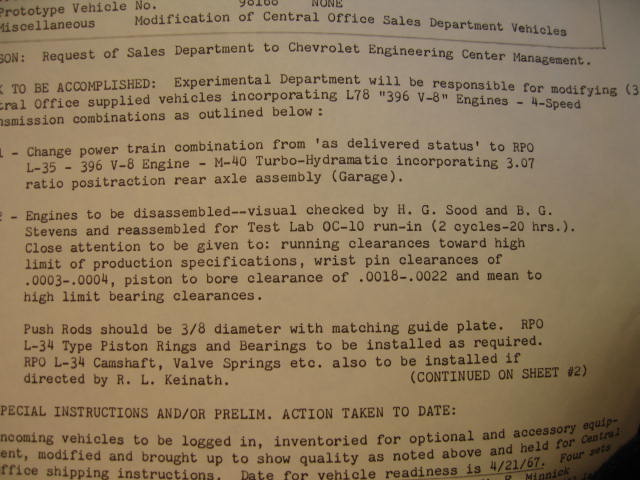 Prototype Vehicle No. 98168 NONE
Miscellaneous Modification of Central Office Sales Department Vehicles
SON: Request of Sales Department to Chevrolet Engineering Center Management.
K TO BE ACCOMPLISHED: Experimental Department will be responsible for modifying (3
tral Office supplied vehicles incorporating L78 "396 V-8" Engines - 4-Speed
nsmission combinations as outlined below:
1 - Change power train combination from 'as delivered status' to RPO
L-35 - 396 V-8 Engine - M-40 Turbo-Hydramatic incorporating 3.07
ratio positraction rear axle assembly (Garage).
2 - Engines to be disassembled--visual checked by H. G. Sood and B. G.
Stevens and reassembled for Test Lab OC-10 run-in (2 cycles-20 hrs.).
Close attention to be given to: running clearances toward high
limit of production specifications, wrist pin clearances of
.0003-.0004, piston to bore clearance of .0018-.0022 and mean to
high limit bearing clearances.
Push Rods should be 3/8 diameter with matching guide plate. RPO
L-34 Type Piston Rings and Bearings to be installed as required.
RPO L-34 Camshaft, Valve Springs etc. also to be installed if
directed by R. L. Keinath. (CONTINUED ON SHEET #2)
SPECIAL INSTRUCTIONS AND/OR PRELIM. ACTION TAKEN TO DATE:
ncoming vehicles to be logged in, inventoried for optional and accessory equip-
ent, modified and brought up to show quality as noted above and held for Central
ffice shipping instructions. Date for vehicle readiness is 4/21/67. Four sets
Minnick